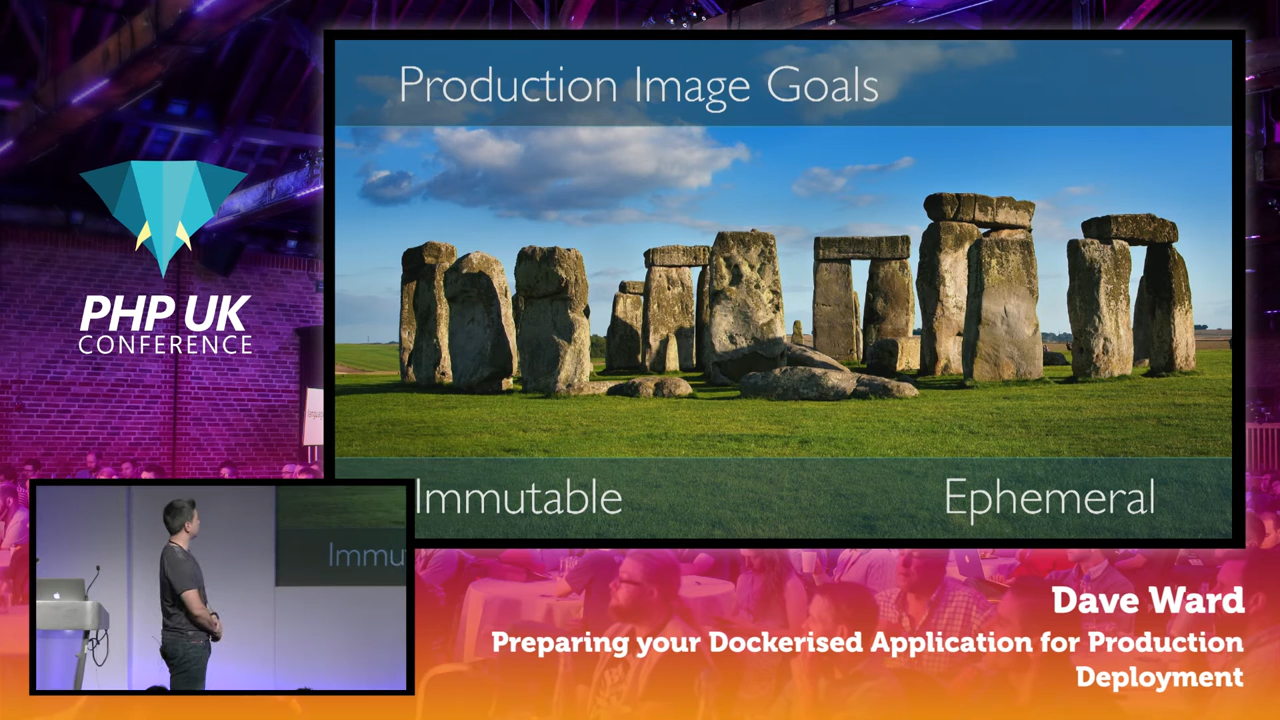 Production Image Goals
PHP UK
CONFERENCE
Immutable
Ephemeral
Immu
Dave Ward
Preparing your Dockerised Application for Production
Deployment